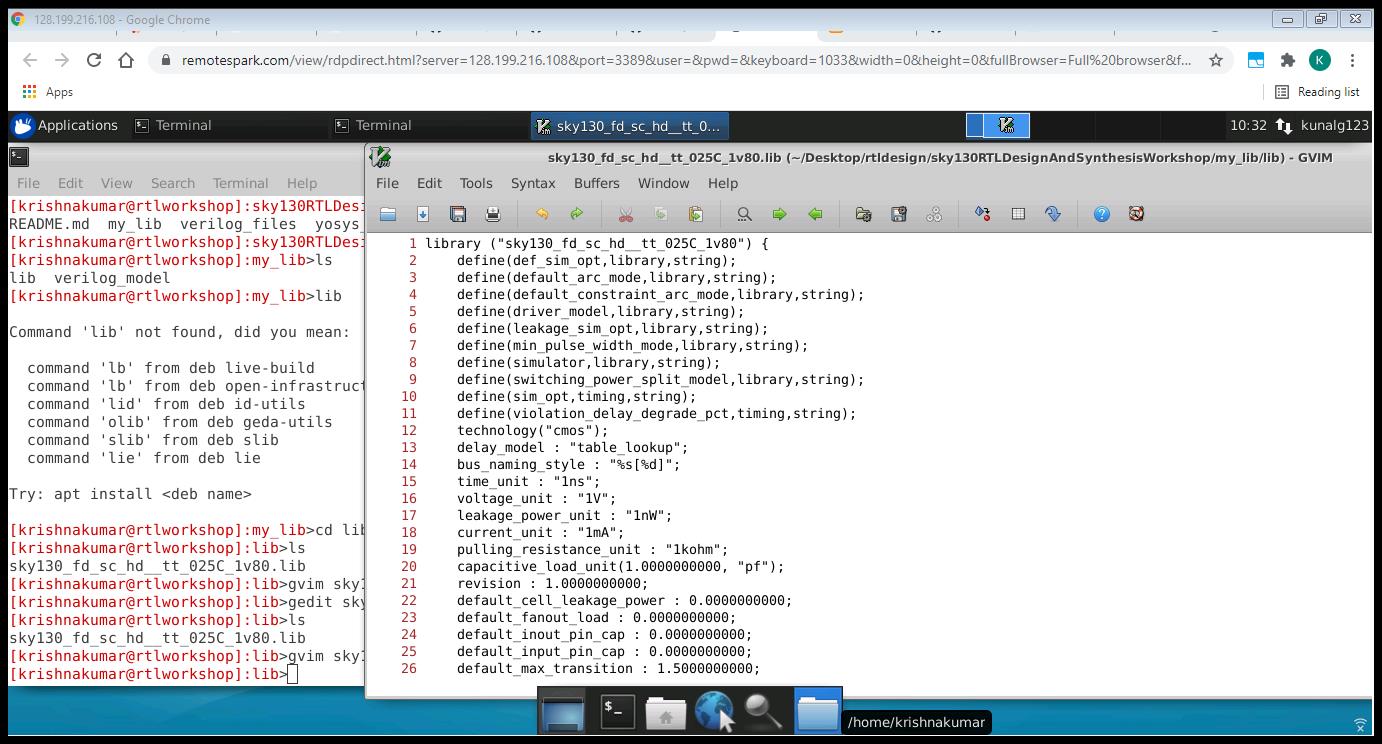 128.199.216.108 - Google Chrome
remotespark.com/view/rdpdirect.html?server=128.199.216.108&port=3389&user=&pwd=&keyboard=1033&width=0&height=0&fullBrowser=Full%20browser&f...
K
Apps
Reading list
Applications
Terminal
Terminal
sky130_fd_sc_hd__tt_0...
10:32
kunalg123
File Edit View Search Terminal Help
[krishnakumar@rtlworkshop]:sky130RTLDesi
README.md my_lib verilog_files yosys_
[krishnakumar@rtlworkshop]:sky130RTLDesi
[krishnakumar@rtlworkshop]:my_lib>ls
lib verilog_model
[krishnakumar@rtlworkshop]:my_lib>lib
Command 'lib' not found, did you mean:
command 'lb' from deb live-build
command 'lb' from deb open-infrastruct
command 'lid' from deb id-utils
command 'olib' from deb geda-utils
command 'slib' from deb slib
command 'lie' from deb lie
Try: apt install <deb name>
[krishnakumar@rtlworkshop]:my_lib>cd lib
[krishnakumar@rtlworkshop]:lib>ls
sky130_fd_sc_hd__tt_025C_1v80.lib
[krishnakumar@rtlworkshop]:lib>gvim sky1
[krishnakumar@rtlworkshop]:lib>gedit sky
[krishnakumar@rtlworkshop]:lib>ls
sky130_fd_sc_hd__tt_025C_1v80.lib
[krishnakumar@rtlworkshop]:lib>gvim sky1
[krishnakumar@rtlworkshop]:lib>
sky130_fd_sc_hd__tt_025C_1v80.lib (~/Desktop/rtldesign/sky130RTLDesignAndSynthesisWorkshop/my_lib/lib) - GVIM
File Edit Tools Syntax Buffers Window Help
1 library ("sky130_fd_sc_hd__tt_025C_1v80") {
2 define(def_sim_opt,library,string);
3 define(default_arc_mode,library,string);
4 define(default_constraint_arc_mode,library,string);
5 define(driver_model,library,string);
6 define(leakage_sim_opt,library,string);
7 define(min_pulse_width_mode,library,string);
8 define(simulator,library,string);
9 define(switching_power_split_model,library,string);
10 define(sim_opt,timing,string);
11 define(violation_delay_degrade_pct,timing,string);
12 technology("cmos");
13 delay_model : "table_lookup";
14 bus_naming_style : "%s[%d]";
15 time_unit : "1ns";
16 voltage_unit : "1V";
17 leakage_power_unit : "1nW";
18 current_unit : "1mA";
19 pulling_resistance_unit : "1kohm";
20 capacitive_load_unit(1.0000000000, "pf");
21 revision : 1.0000000000;
22 default_cell_leakage_power : 0.0000000000;
23 default_fanout_load : 0.0000000000;
24 default_inout_pin_cap : 0.0000000000;
25 default_input_pin_cap : 0.0000000000;
26 default_max_transition : 1.5000000000;
/home/krishnakumar